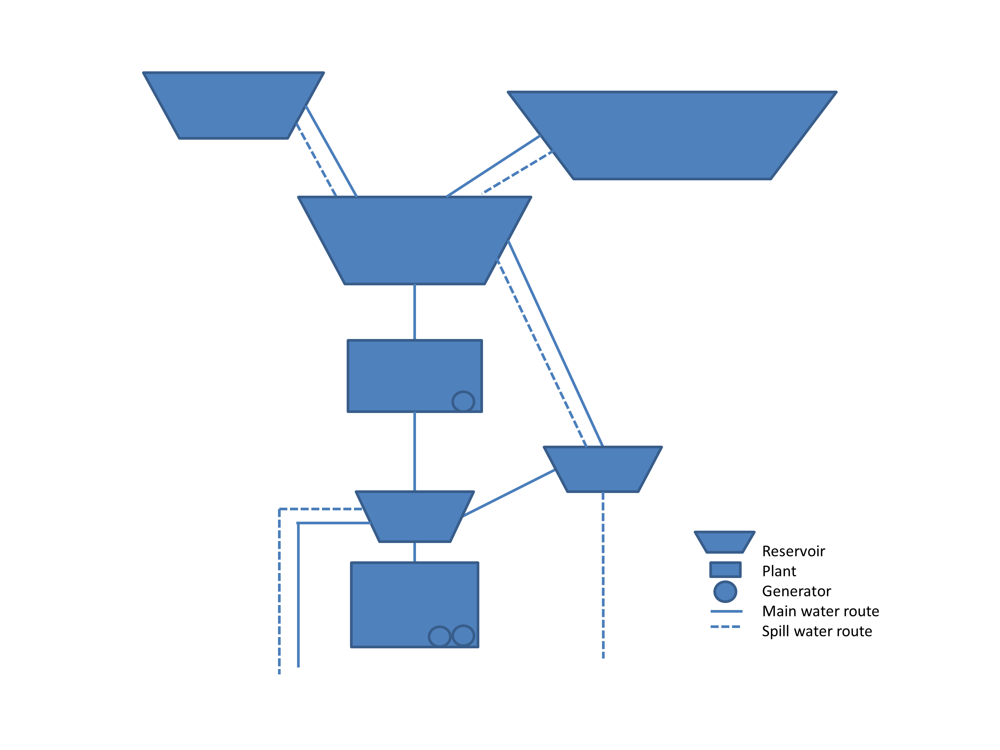 Reservoir
Plant
Generator
Main water route
Spill water route